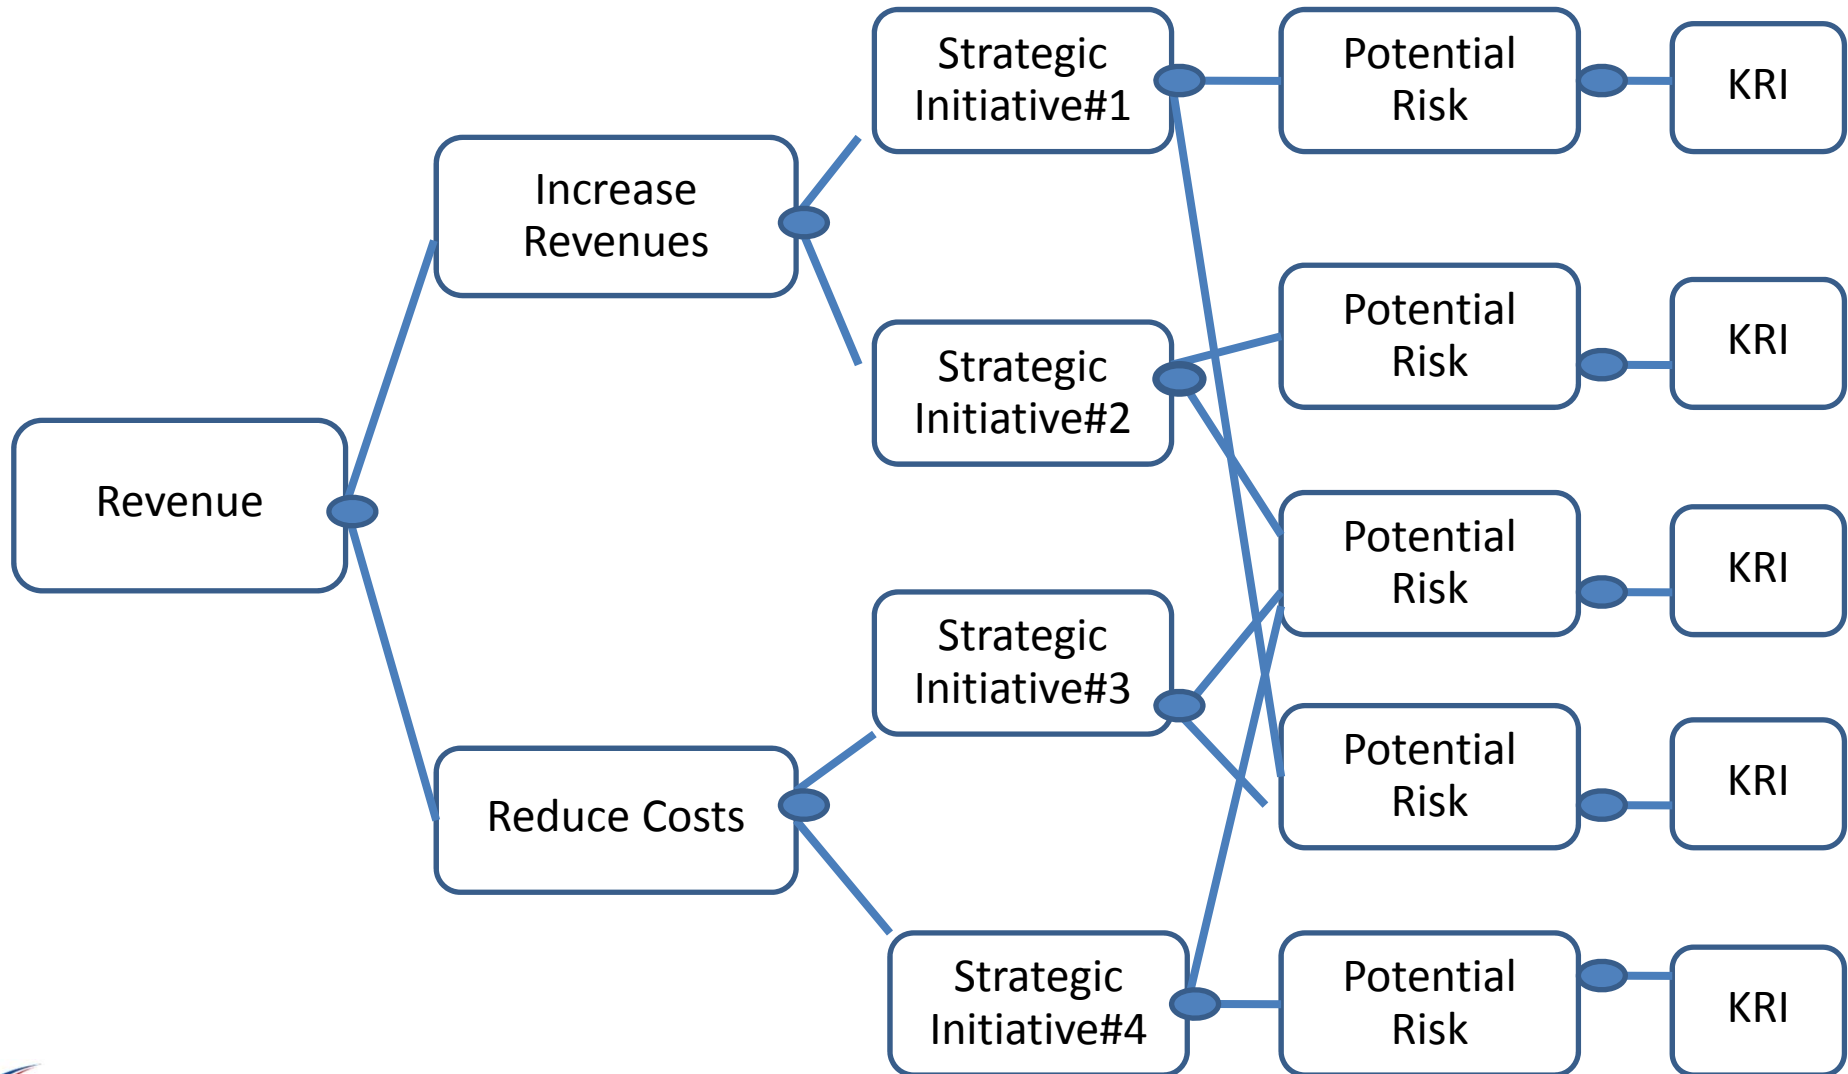 Revenue
Increase
Revenues
Reduce Costs
Strategic
Initiative#1
Strategic
Initiative#2
Strategic
Initiative#3
Strategic
Initiative#4
Potential
Risk
Potential
Risk
Potential
Risk
Potential
Risk
Potential
Risk
KRI
KRI
KRI
KRI
KRI